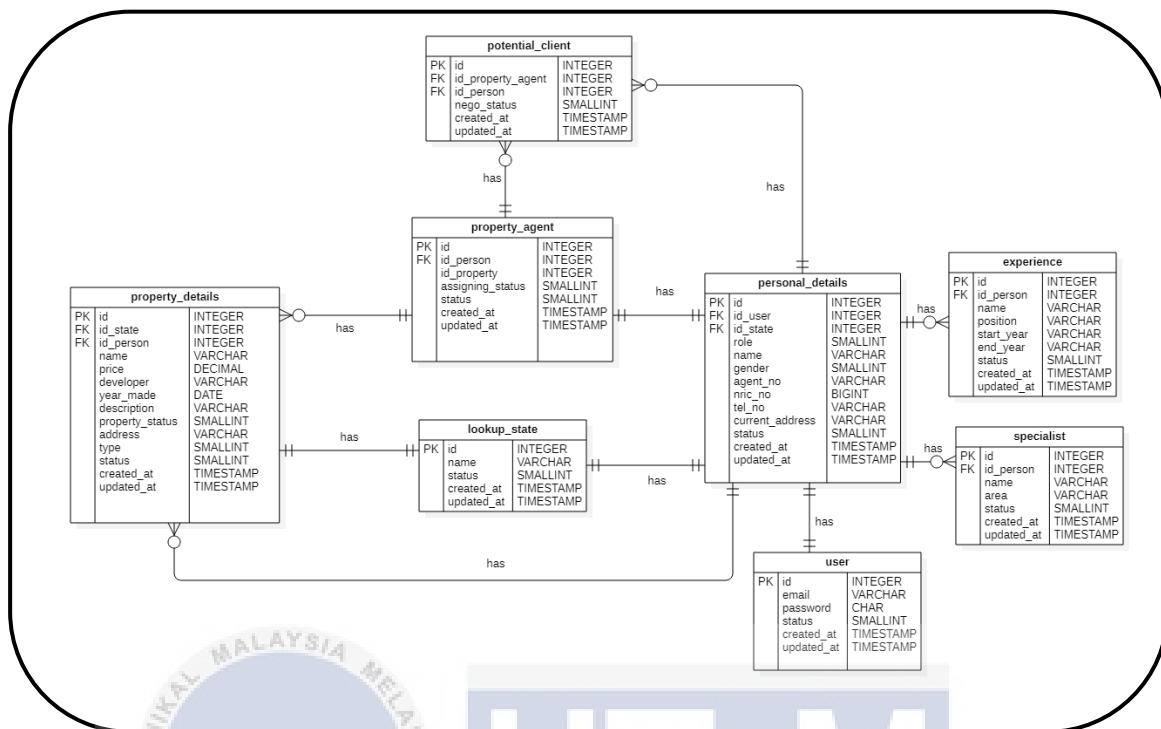 potential_client
PK id INTEGER
FK id_property_agent INTEGER
FK id_person INTEGER
nego_status SMALLINT
created_at TIMESTAMP
updated_at TIMESTAMP
has
has
property_agent
PK id INTEGER
FK id_person INTEGER
id_property INTEGER
assigning_status SMALLINT
status SMALLINT
created_at TIMESTAMP
updated_at TIMESTAMP
has
has
property_details
PK id INTEGER
FK id_state INTEGER
FK id_person INTEGER
name VARCHAR
price DECIMAL
developer VARCHAR
year_made DATE
description VARCHAR
property_status SMALLINT
address VARCHAR
type SMALLINT
status SMALLINT
created_at TIMESTAMP
updated_at TIMESTAMP
personal_details
PK id INTEGER
FK id_user INTEGER
FK id_state INTEGER
role SMALLINT
name VARCHAR
gender SMALLINT
agent_no VARCHAR
nric_no BIGINT
tel_no VARCHAR
current_address VARCHAR
status SMALLINT
created_at TIMESTAMP
updated_at TIMESTAMP
has
experience
PK id INTEGER
FK id_person INTEGER
name VARCHAR
position VARCHAR
start_year VARCHAR
end_year VARCHAR
status SMALLINT
created_at TIMESTAMP
updated_at TIMESTAMP
has
lookup_state
PK id INTEGER
name VARCHAR
status SMALLINT
created_at TIMESTAMP
updated_at TIMESTAMP
has
has
specialist
PK id INTEGER
FK id_person INTEGER
name VARCHAR
area VARCHAR
status SMALLINT
created_at TIMESTAMP
updated_at TIMESTAMP
has
has
user
PK id INTEGER
email VARCHAR
password CHAR
status SMALLINT
created_at TIMESTAMP
updated_at TIMESTAMP
MALAYSIA